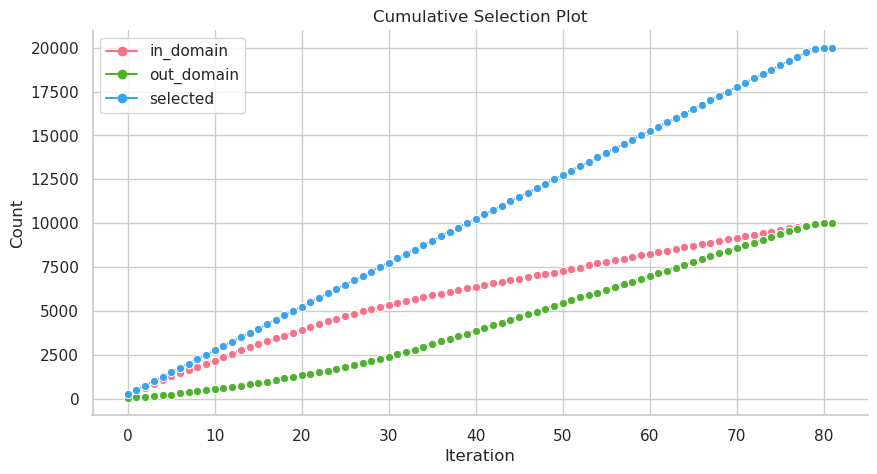 Cumulative Selection Plot
in_domain
out_domain
selected
20000
17500
15000
12500
10000
7500
5000
2500
0
Count
0 10 20 30 40 50 60 70 80
Iteration